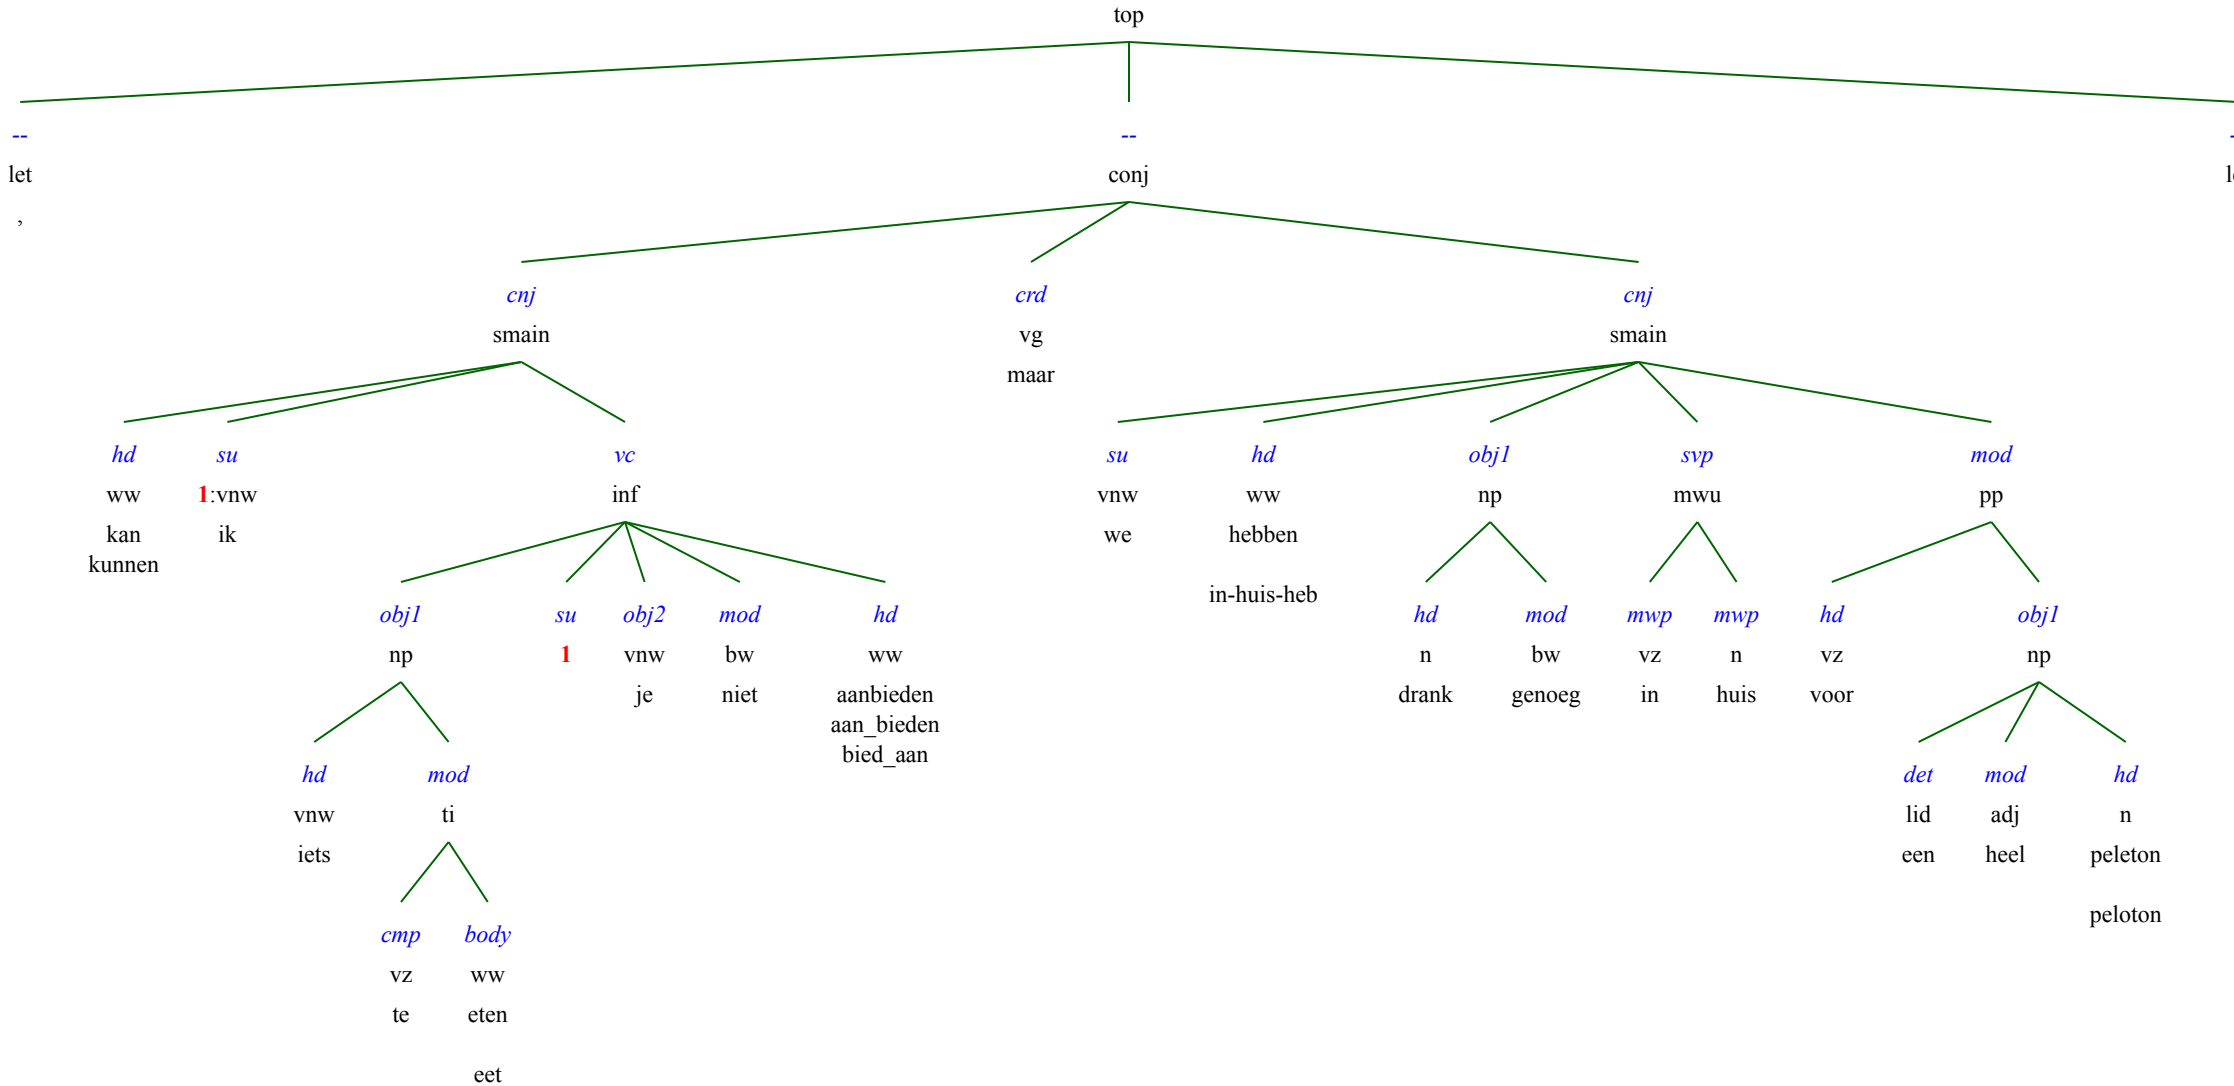 top
-- -- -
let conj l
,
cnj crd cnj
smain vg smain
maar
hd su vc su hd obj1 svp mod
ww 1:vnw inf vnw ww np mwu pp
kan ik we hebben
kunnen
in-huis-heb
obj1 su obj2 mod hd hd mod mwp mwp hd obj1
np 1 vnw bw ww n bw vz n vz np
je niet aanbieden drank genoeg in huis voor
aan_bieden
bied_aan
hd mod det mod hd
vnw ti lid adj n
iets een heel peleton
peloton
cmp body
vz ww
te eten
eet